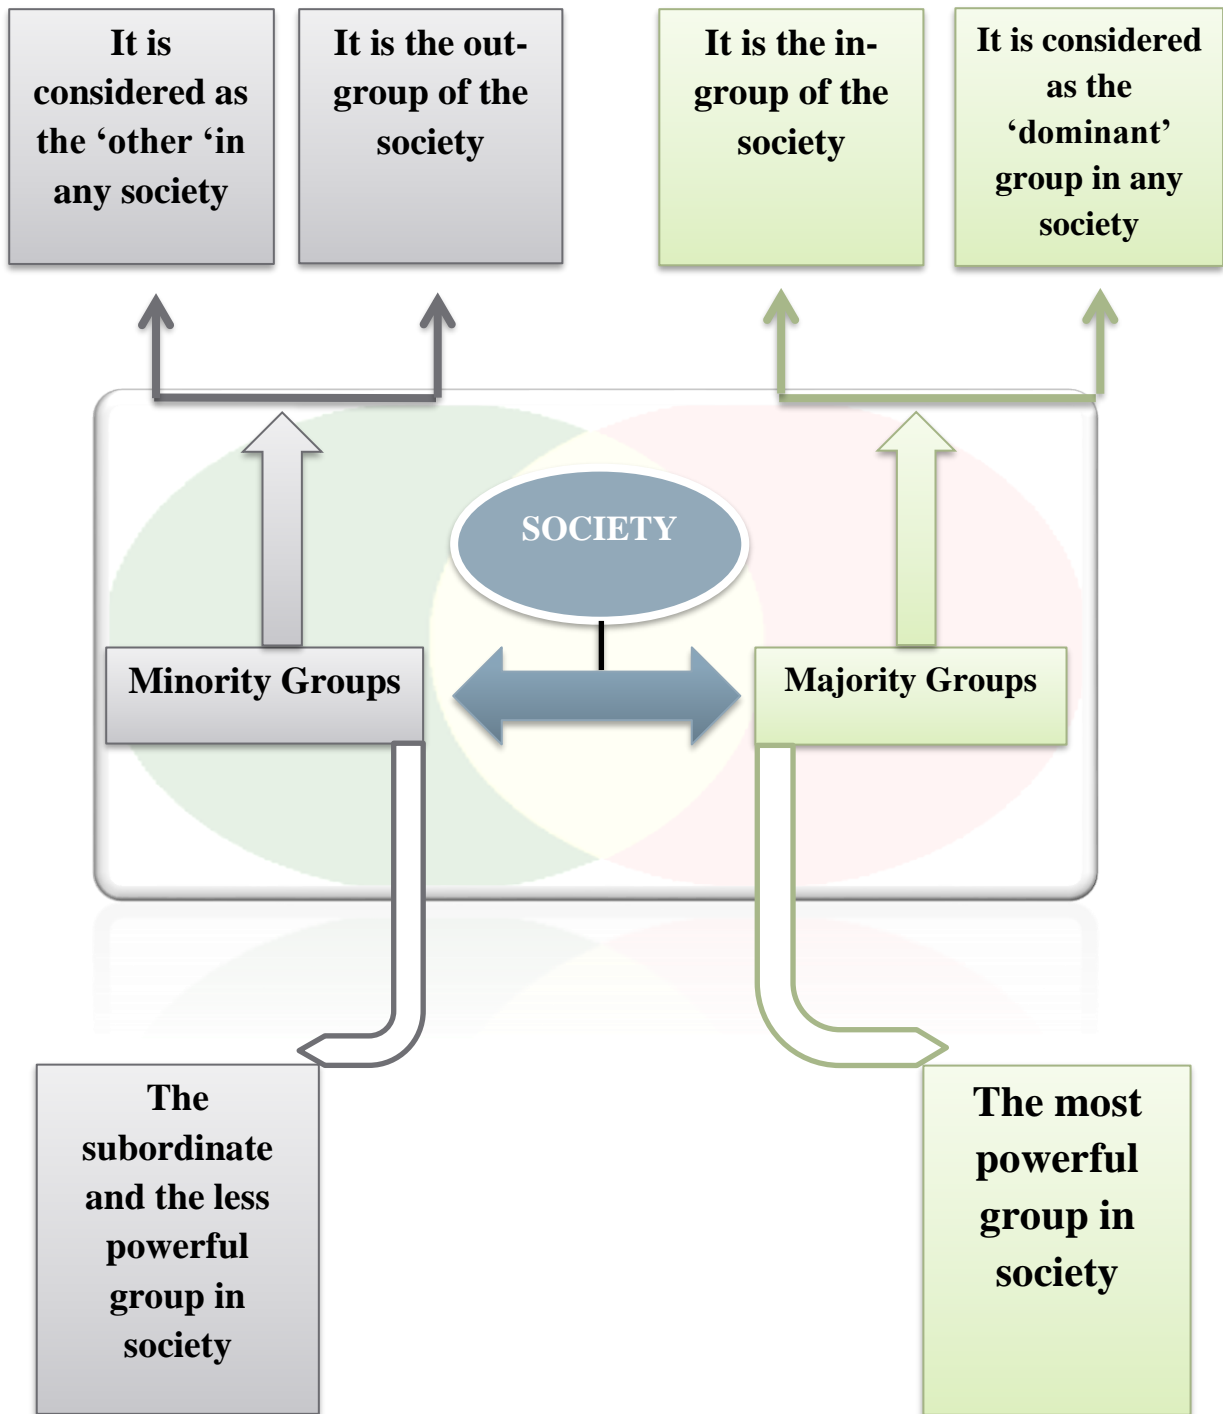 It is
considered as
the ‘other ‘in
any society
It is the out-
group of the
society
It is the in-
group of the
society
It is considered
as the
‘dominant’
group in any
society
SOCIETY
Minority Groups
Majority Groups
The
subordinate
and the less
powerful
group in
society
The most
powerful
group in
society